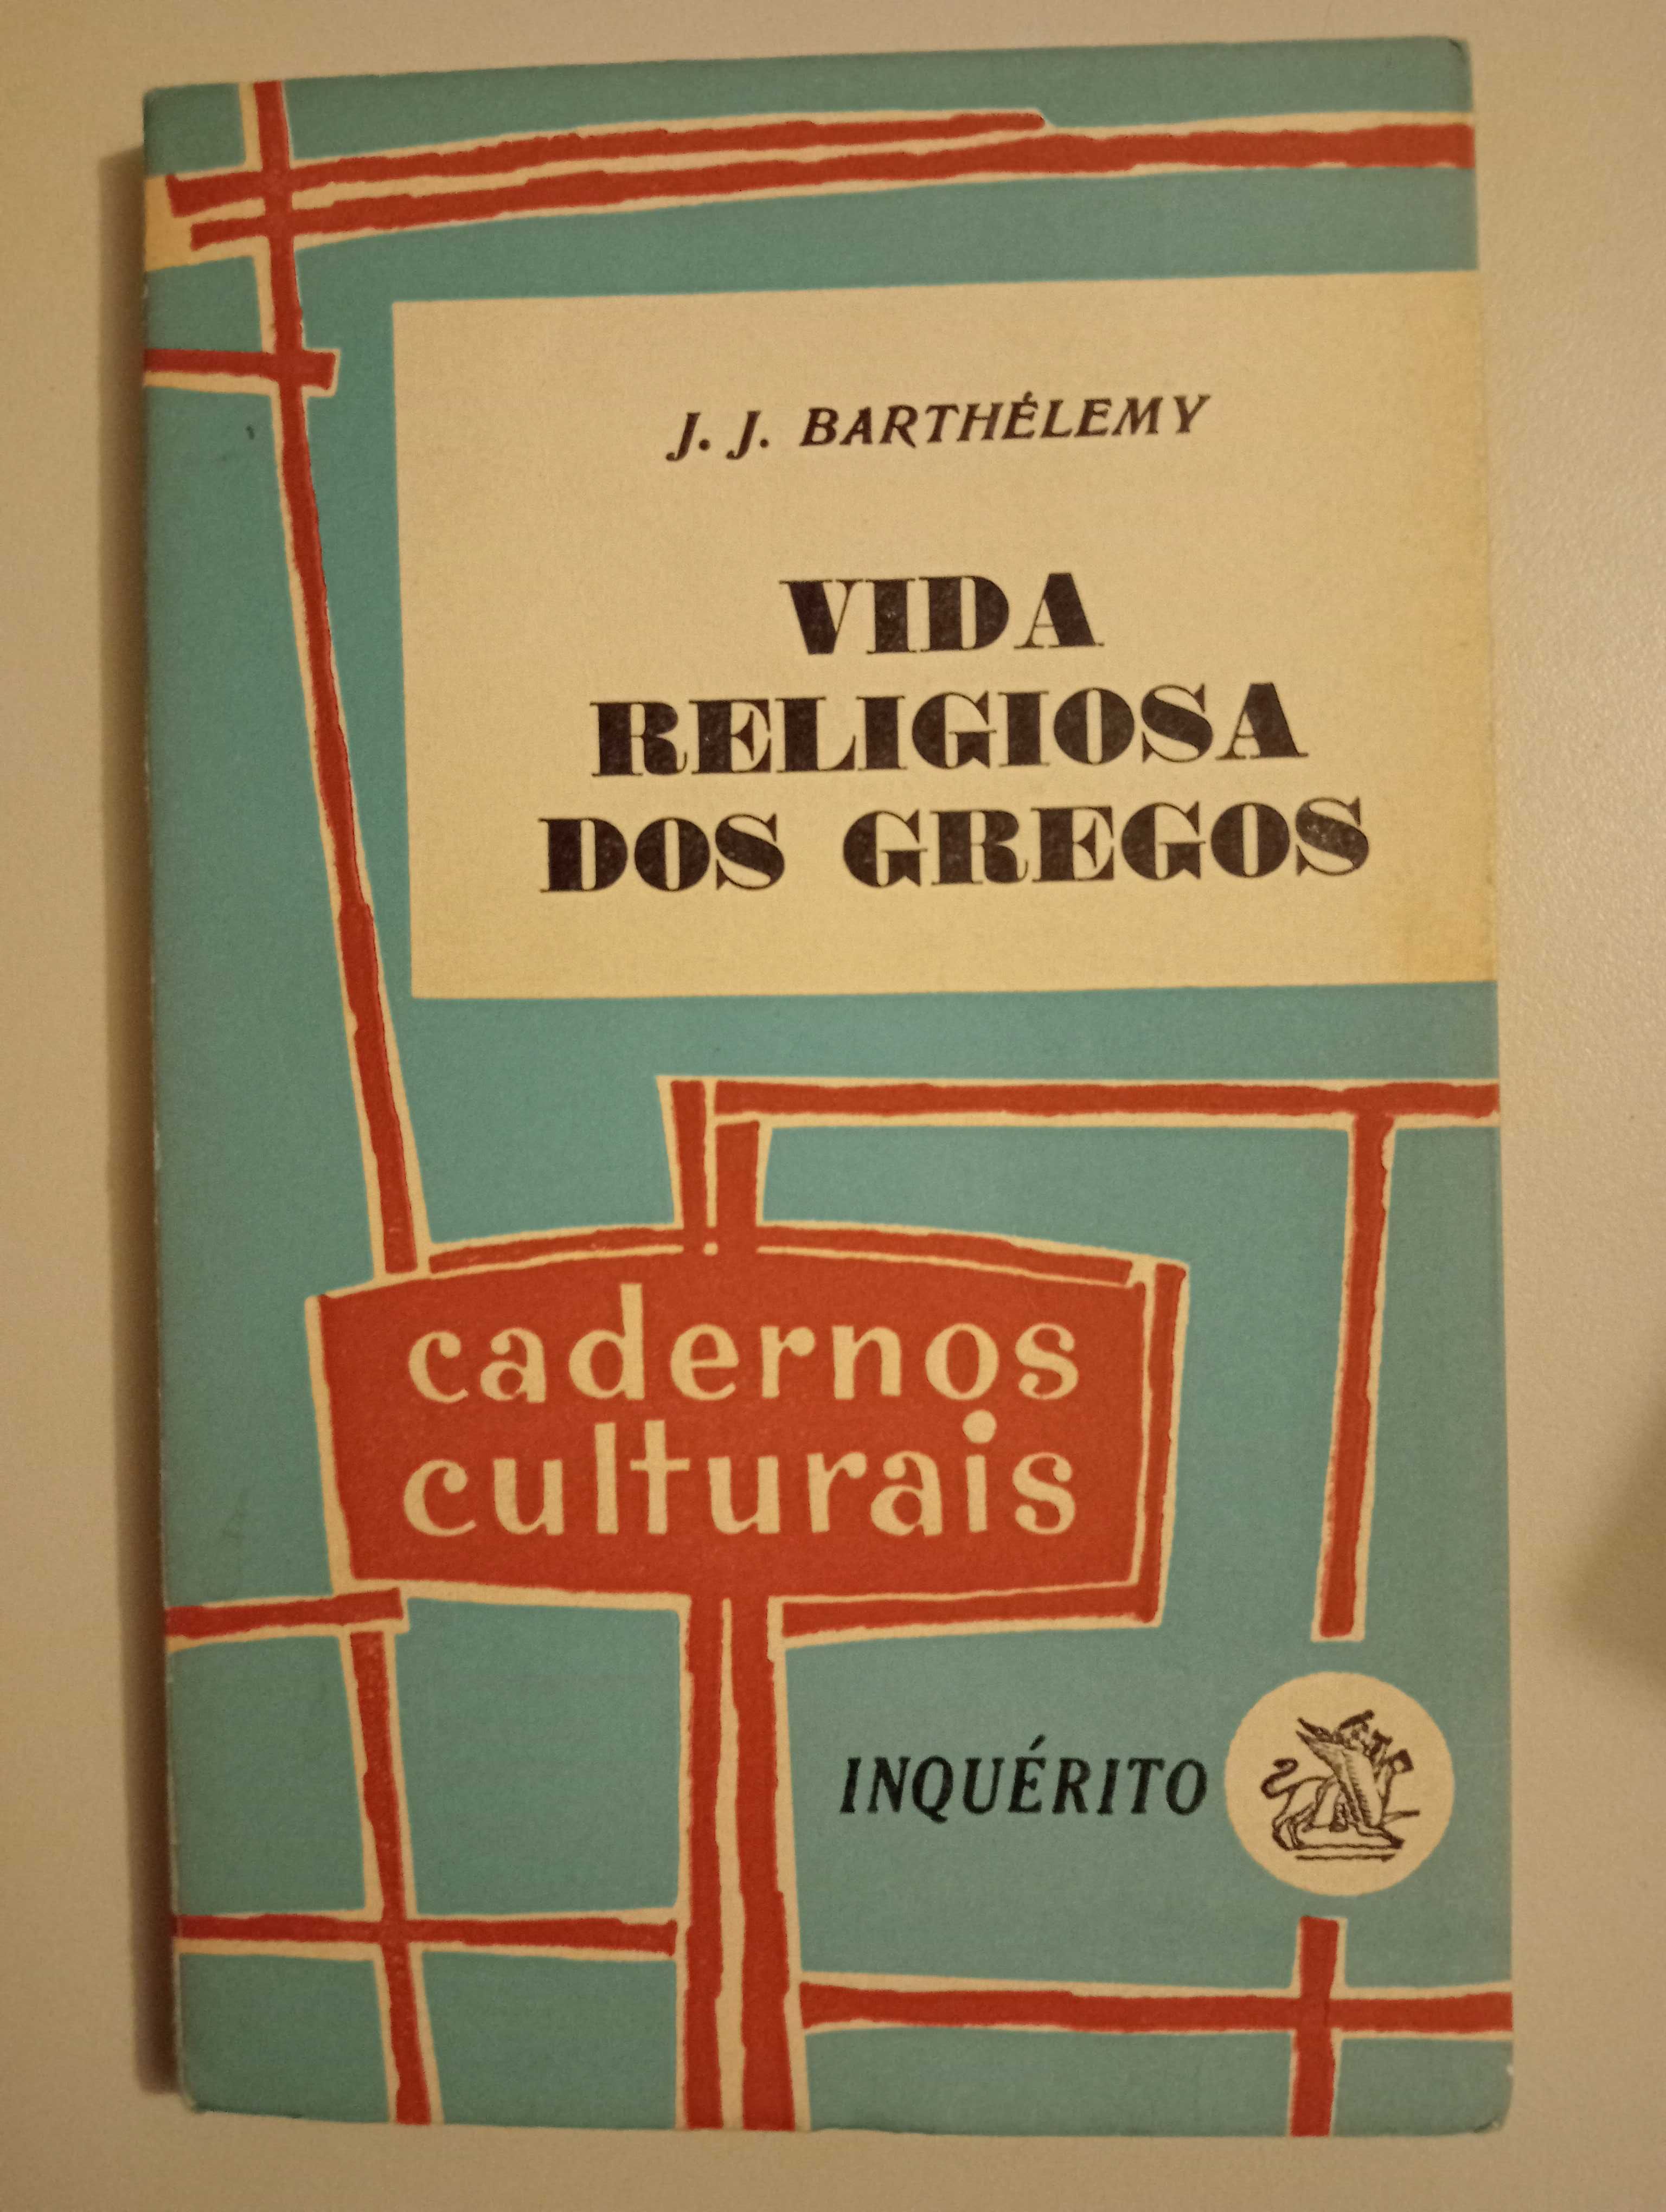 J. J. BARTHÉLEMY
VIDA
RELIGIOSA
DOS GREGOS
cadernos
culturais
INQUÉRITO